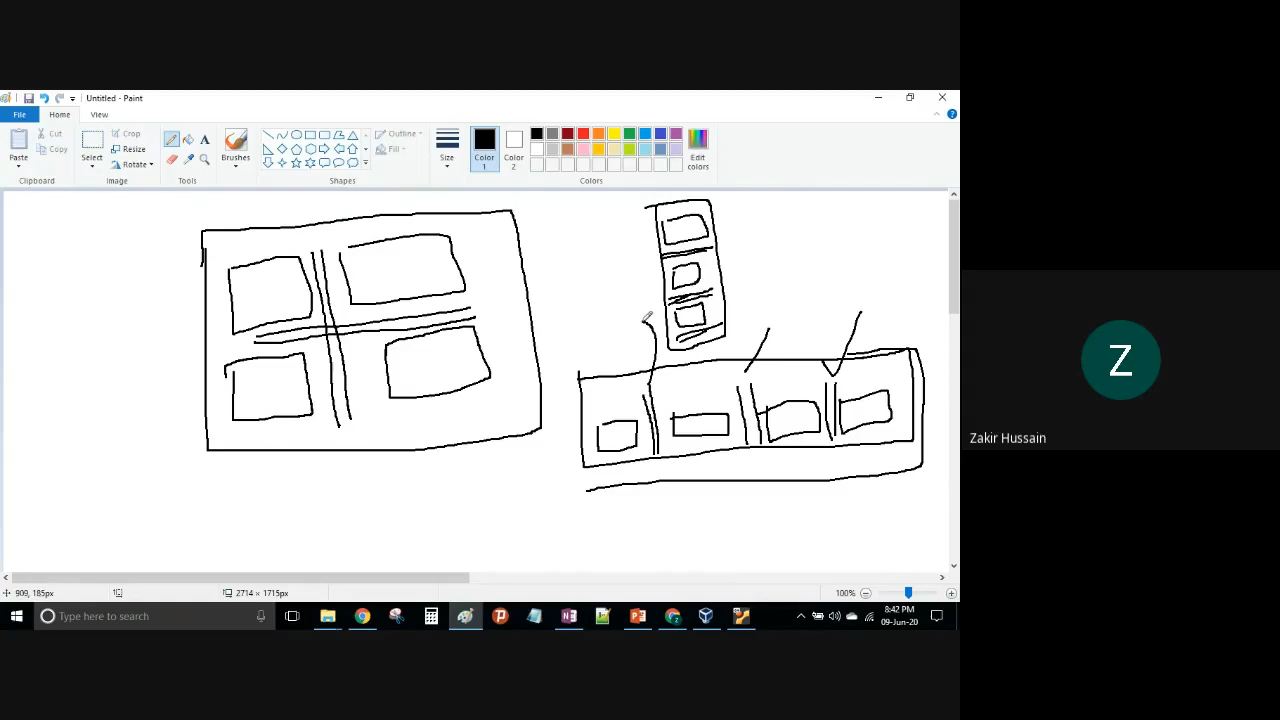 Untitled - Paint
File Home View
Paste
Cut
Copy
Clipboard
Select
Crop
Resize
Rotate
Image
Tools
Brushes
Shapes
Outline
Fill
Size
Color 1
Color 2
Edit colors
Colors
Z
Zakir Hussain
909, 185px
2714 × 1715px
100%
Type here to search
8:42 PM
09-Jun-20